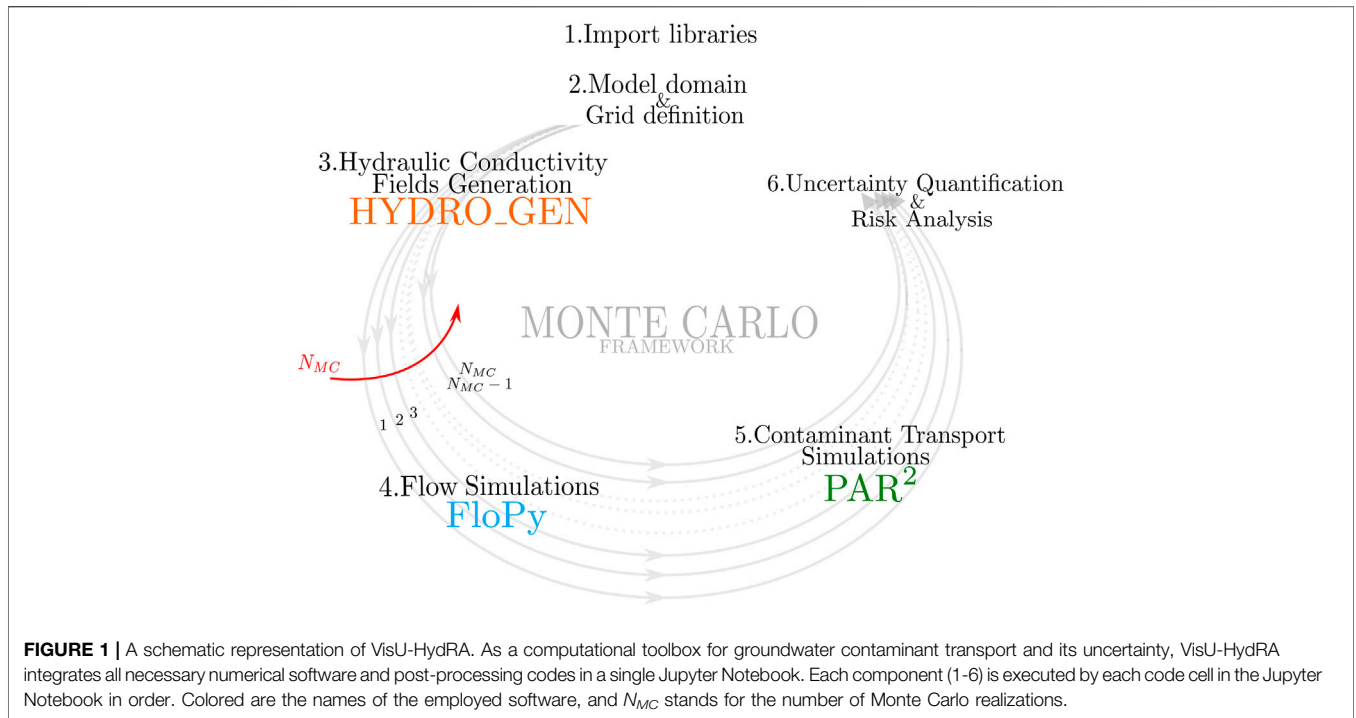 1.Import libraries
2.Model domain
&
Grid definition
3.Hydraulic Conductivity
Fields Generation
HYDRO_GEN
6.Uncertainty Quantification
&
Risk Analysis
MONTE CARLO
FRAMEWORK
N_MC
N_MC
N_MC − 1
1 2 3
5.Contaminant Transport
Simulations
PAR²
4.Flow Simulations
FloPy
FIGURE 1 | A schematic representation of VisU-HydRA. As a computational toolbox for groundwater contaminant transport and its uncertainty, VisU-HydRA
integrates all necessary numerical software and post-processing codes in a single Jupyter Notebook. Each component (1-6) is executed by each code cell in the Jupyter
Notebook in order. Colored are the names of the employed software, and N_MC stands for the number of Monte Carlo realizations.